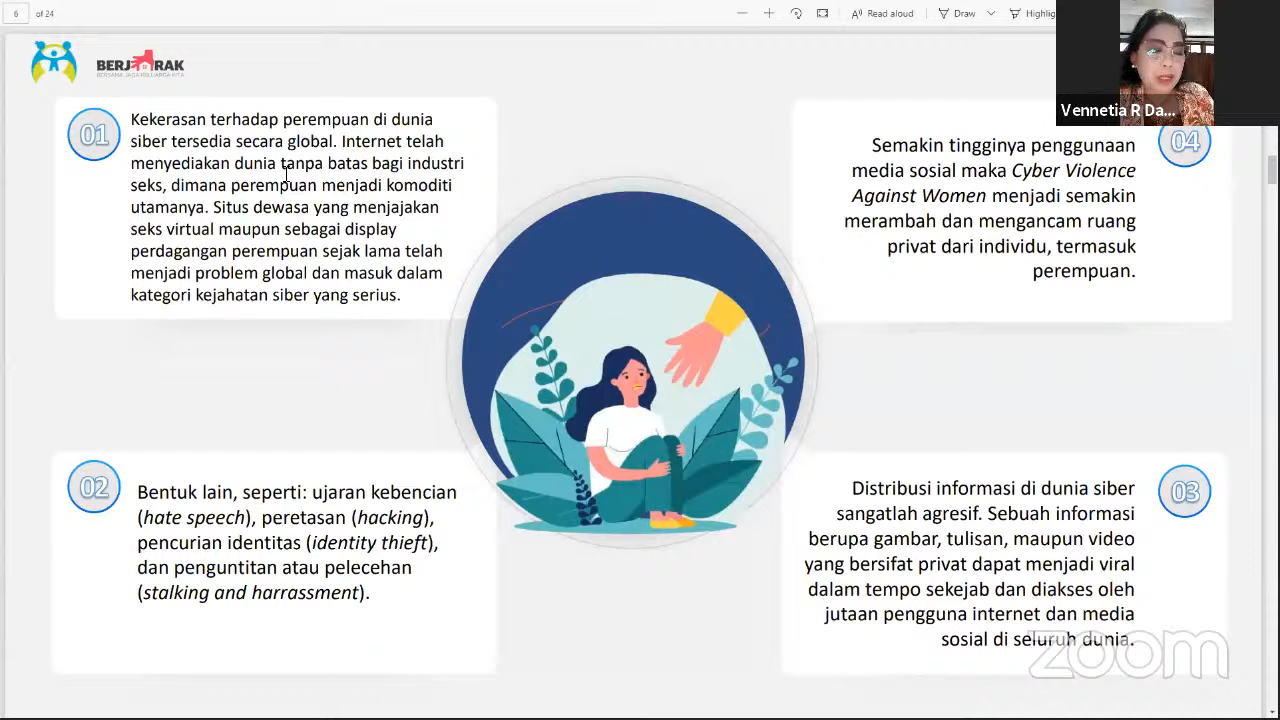 6 of 24
Read aloud
Draw
Highlig
BERJARAK
BERSAMA JAGA KELUARGA KITA
Vennetia R Da...
01
Kekerasan terhadap perempuan di dunia
siber tersedia secara global. Internet telah
menyediakan dunia tanpa batas bagi industri
seks, dimana perempuan menjadi komoditi
utamanya. Situs dewasa yang menjajakan
seks virtual maupun sebagai display
perdagangan perempuan sejak lama telah
menjadi problem global dan masuk dalam
kategori kejahatan siber yang serius.
02
Bentuk lain, seperti: ujaran kebencian
(hate speech), peretasan (hacking),
pencurian identitas (identity thieft),
dan penguntitan atau pelecehan
(stalking and harrassment).
03
Distribusi informasi di dunia siber
sangatlah agresif. Sebuah informasi
berupa gambar, tulisan, maupun video
yang bersifat privat dapat menjadi viral
dalam tempo sekejab dan diakses oleh
jutaan pengguna internet dan media
sosial di seluruh dunia.
04
Semakin tingginya penggunaan
media sosial maka Cyber Violence
Against Women menjadi semakin
merambah dan mengancam ruang
privat dari individu, termasuk
perempuan.
zoom